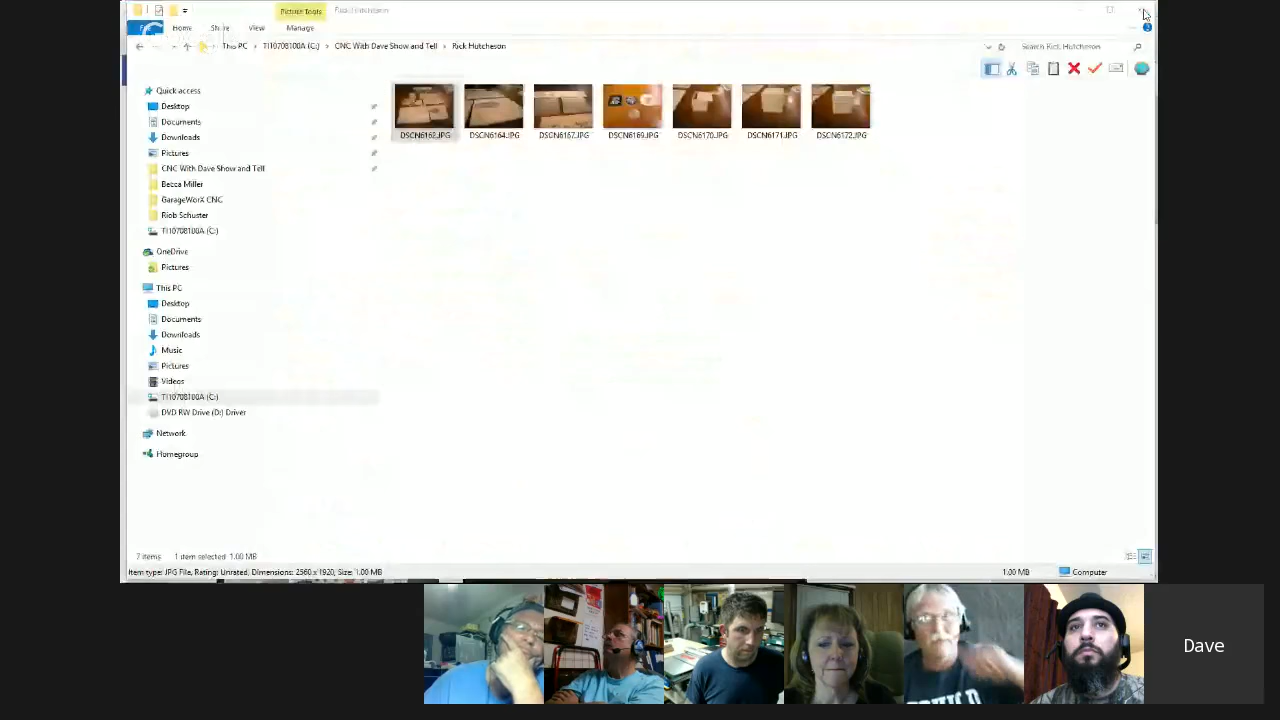 Picture Tools
Rick Hutcheson
File Home Share View Manage
This PC > TI10708100A (C:) > CNC With Dave Show and Tell > Rick Hutcheson
Search Rick Hutcheson
Quick access
Desktop
Documents
Downloads
Pictures
CNC With Dave Show and Tell
Becca Miller
GarageWorX CNC
Riob Schuster
TI10708100A (C:)
OneDrive
Pictures
This PC
Desktop
Documents
Downloads
Music
Pictures
Videos
TI10708100A (C:)
DVD RW Drive (D:) Driver
Network
Homegroup
DSCN6162.JPG DSCN6164.JPG DSCN6167.JPG DSCN6169.JPG DSCN6170.JPG DSCN6171.JPG DSCN6172.JPG
7 items 1 item selected 1.00 MB
Item type: JPG File, Rating: Unrated, Dimensions: 2560 x 1920, Size: 1.00 MB
1.00 MB Computer
Dave